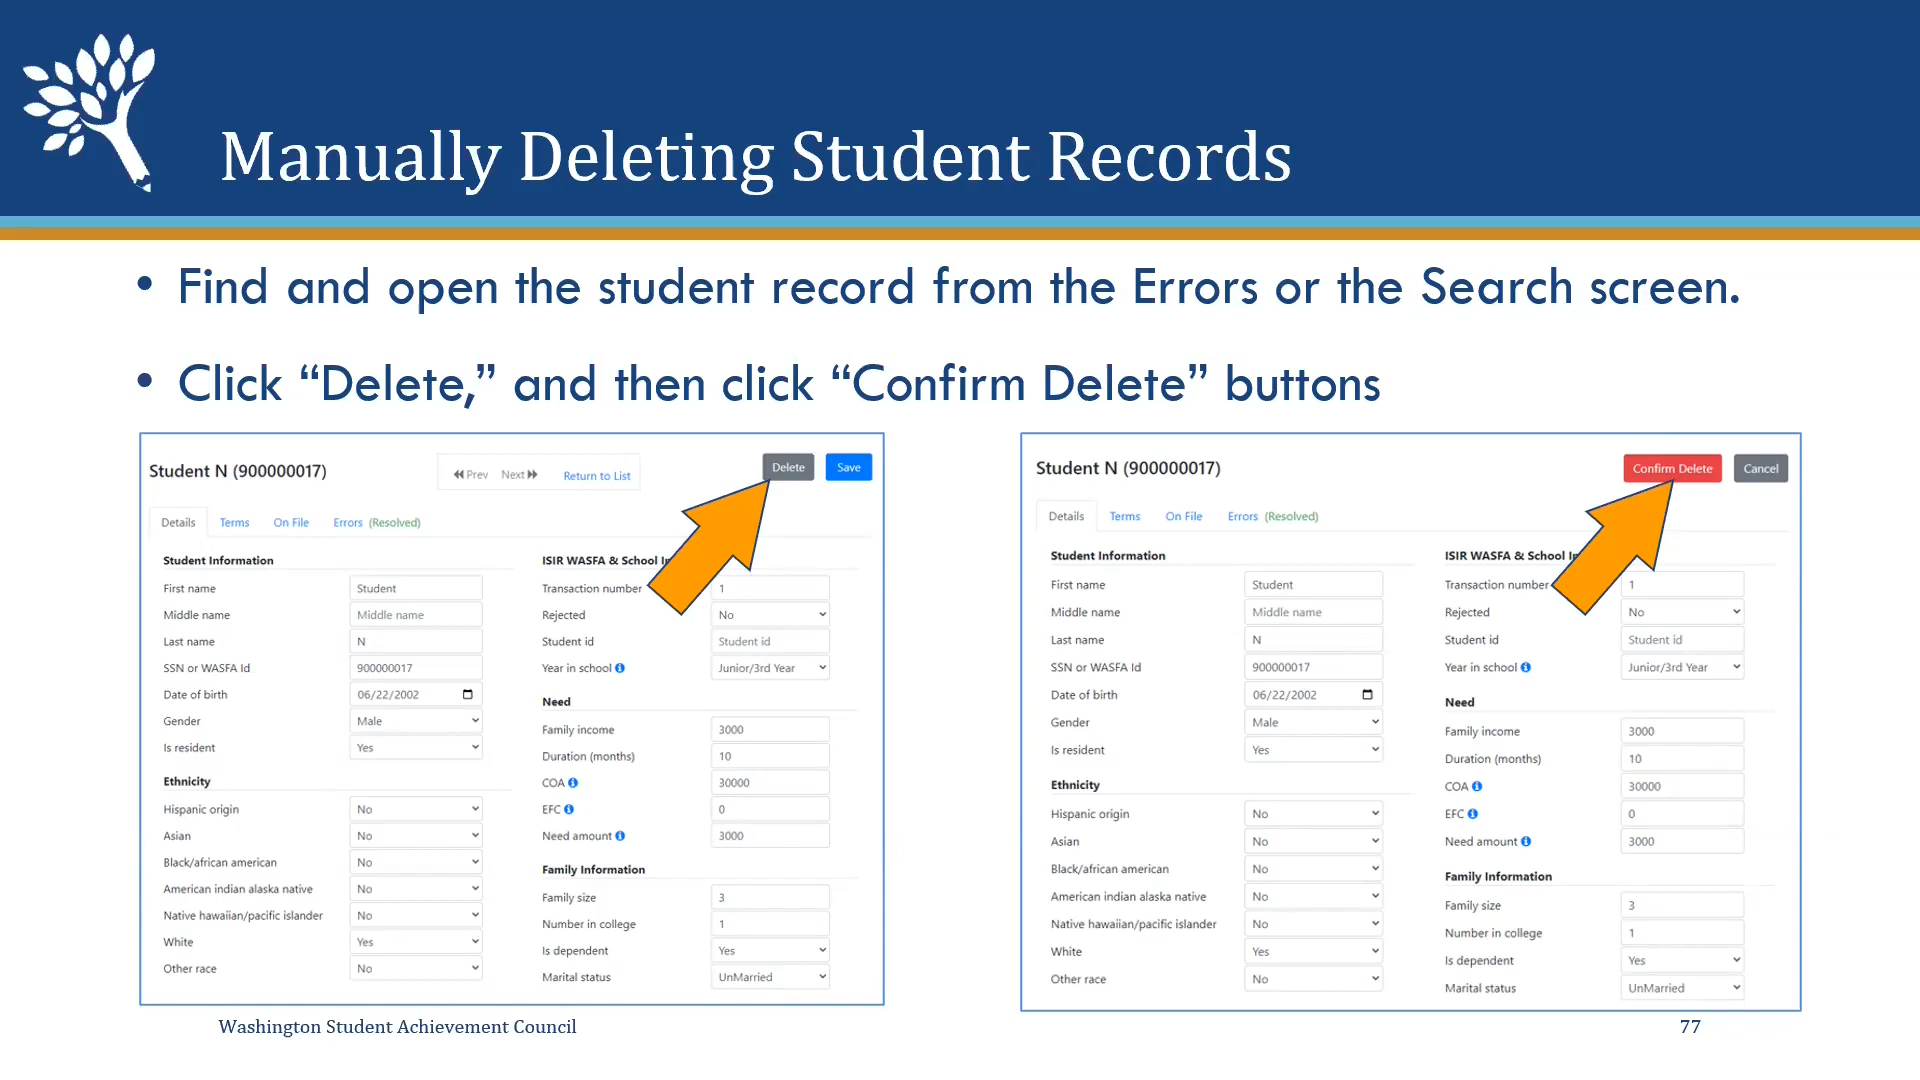 Manually Deleting Student Records
• Find and open the student record from the Errors or the Search screen.
• Click “Delete,” and then click “Confirm Delete” buttons
Student N (900000017)
Prev Next Return to List
Delete Save
Details Terms On File Errors (Resolved)
Student Information
First name Student
Middle name Middle name
Last name N
SSN or WASFA Id 900000017
Date of birth 06/22/2002
Gender Male
Is resident Yes
Ethnicity
Hispanic origin No
Asian No
Black/african american No
American indian alaska native No
Native hawaiian/pacific islander No
White Yes
Other race No
ISIR WASFA & School
Transaction number 1
Rejected No
Student id Student id
Year in school Junior/3rd Year
Need
Family income 3000
Duration (months) 10
COA 30000
EFC 0
Need amount 3000
Family Information
Family size 3
Number in college 1
Is dependent Yes
Marital status UnMarried
Student N (900000017)
Confirm Delete Cancel
Details Terms On File Errors (Resolved)
Student Information
First name Student
Middle name Middle name
Last name N
SSN or WASFA Id 900000017
Date of birth 06/22/2002
Gender Male
Is resident Yes
Ethnicity
Hispanic origin No
Asian No
Black/african american No
American indian alaska native No
Native hawaiian/pacific islander No
White Yes
Other race No
ISIR WASFA & School
Transaction number 1
Rejected No
Student id Student id
Year in school Junior/3rd Year
Need
Family income 3000
Duration (months) 10
COA 30000
EFC 0
Need amount 3000
Family Information
Family size 3
Number in college 1
Is dependent Yes
Marital status UnMarried
Washington Student Achievement Council
77